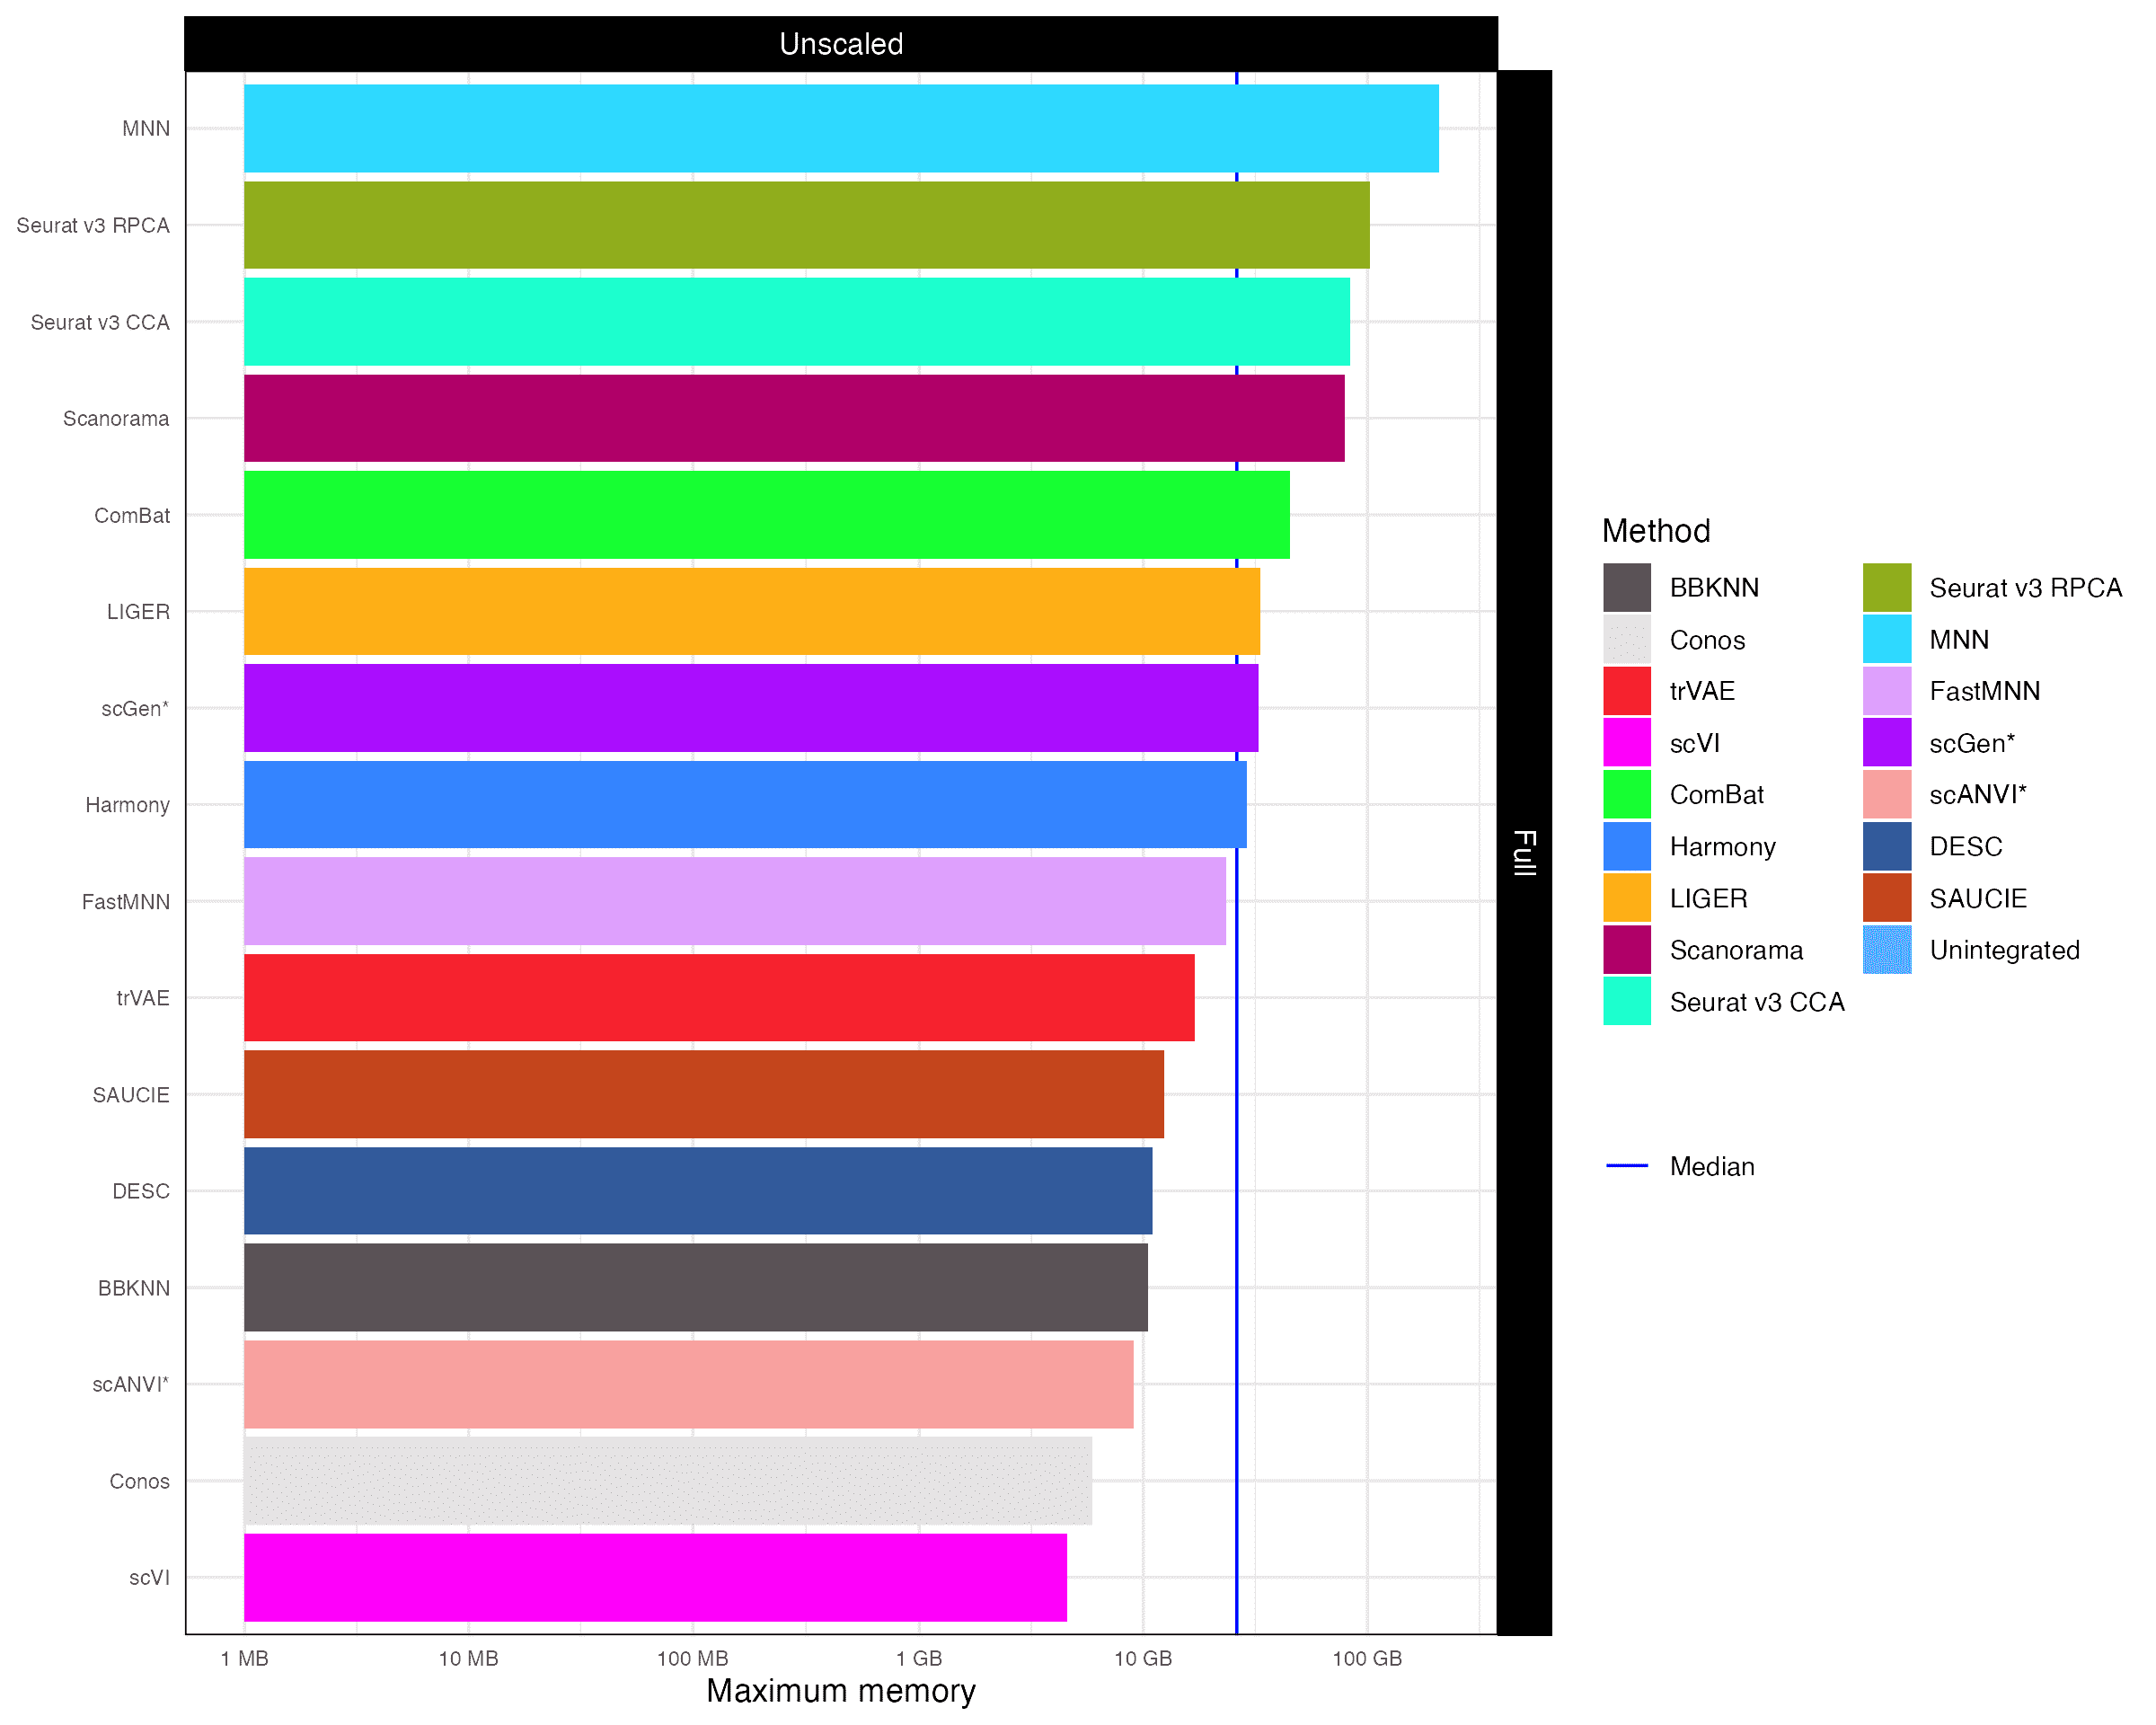 Unscaled
MNN
Seurat v3 RPCA
Seurat v3 CCA
Scanorama
ComBat
LIGER
scGen*
Harmony
FastMNN
trVAE
SAUCIE
DESC
BBKNN
scANVI*
Conos
scVI
1 MB
10 MB
100 MB
1 GB
10 GB
100 GB
Maximum memory
Full
Method
BBKNN
Conos
trVAE
scVI
ComBat
Harmony
LIGER
Scanorama
Seurat v3 CCA
Seurat v3 RPCA
MNN
FastMNN
scGen*
scANVI*
DESC
SAUCIE
Unintegrated
Median